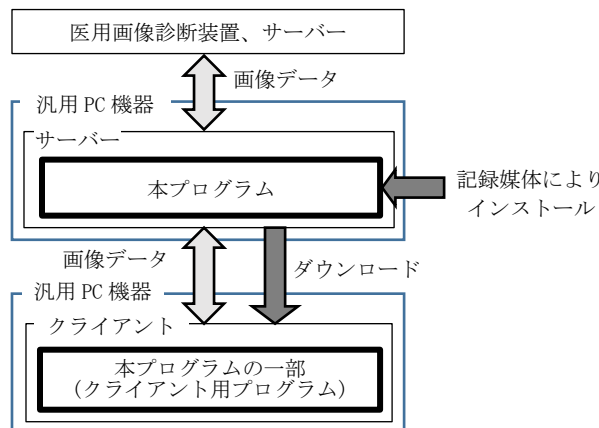 医用画像診断装置、サーバー
画像データ
汎用 PC 機器
サーバー
本プログラム
記録媒体により
インストール
画像データ
ダウンロード
汎用 PC 機器
クライアント
本プログラムの一部
(クライアント用プログラム)